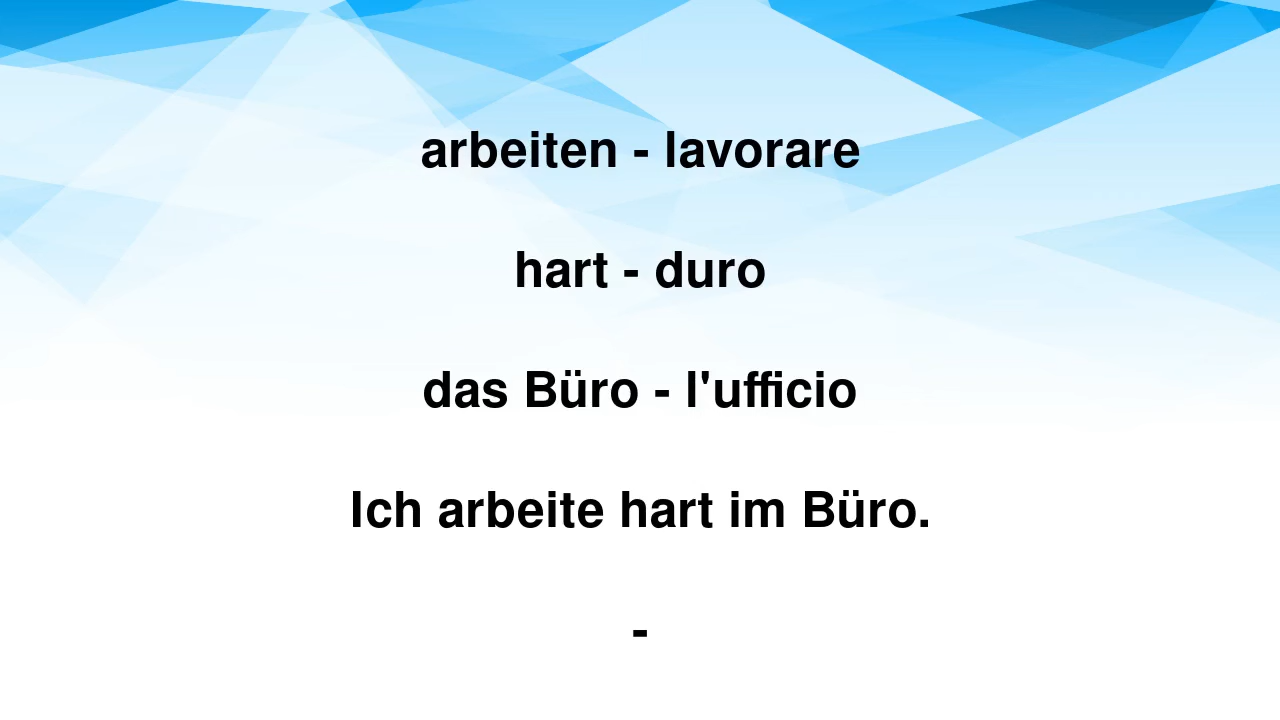 arbeiten - lavorare
hart - duro
das Büro - l'ufficio
Ich arbeite hart im Büro.
-